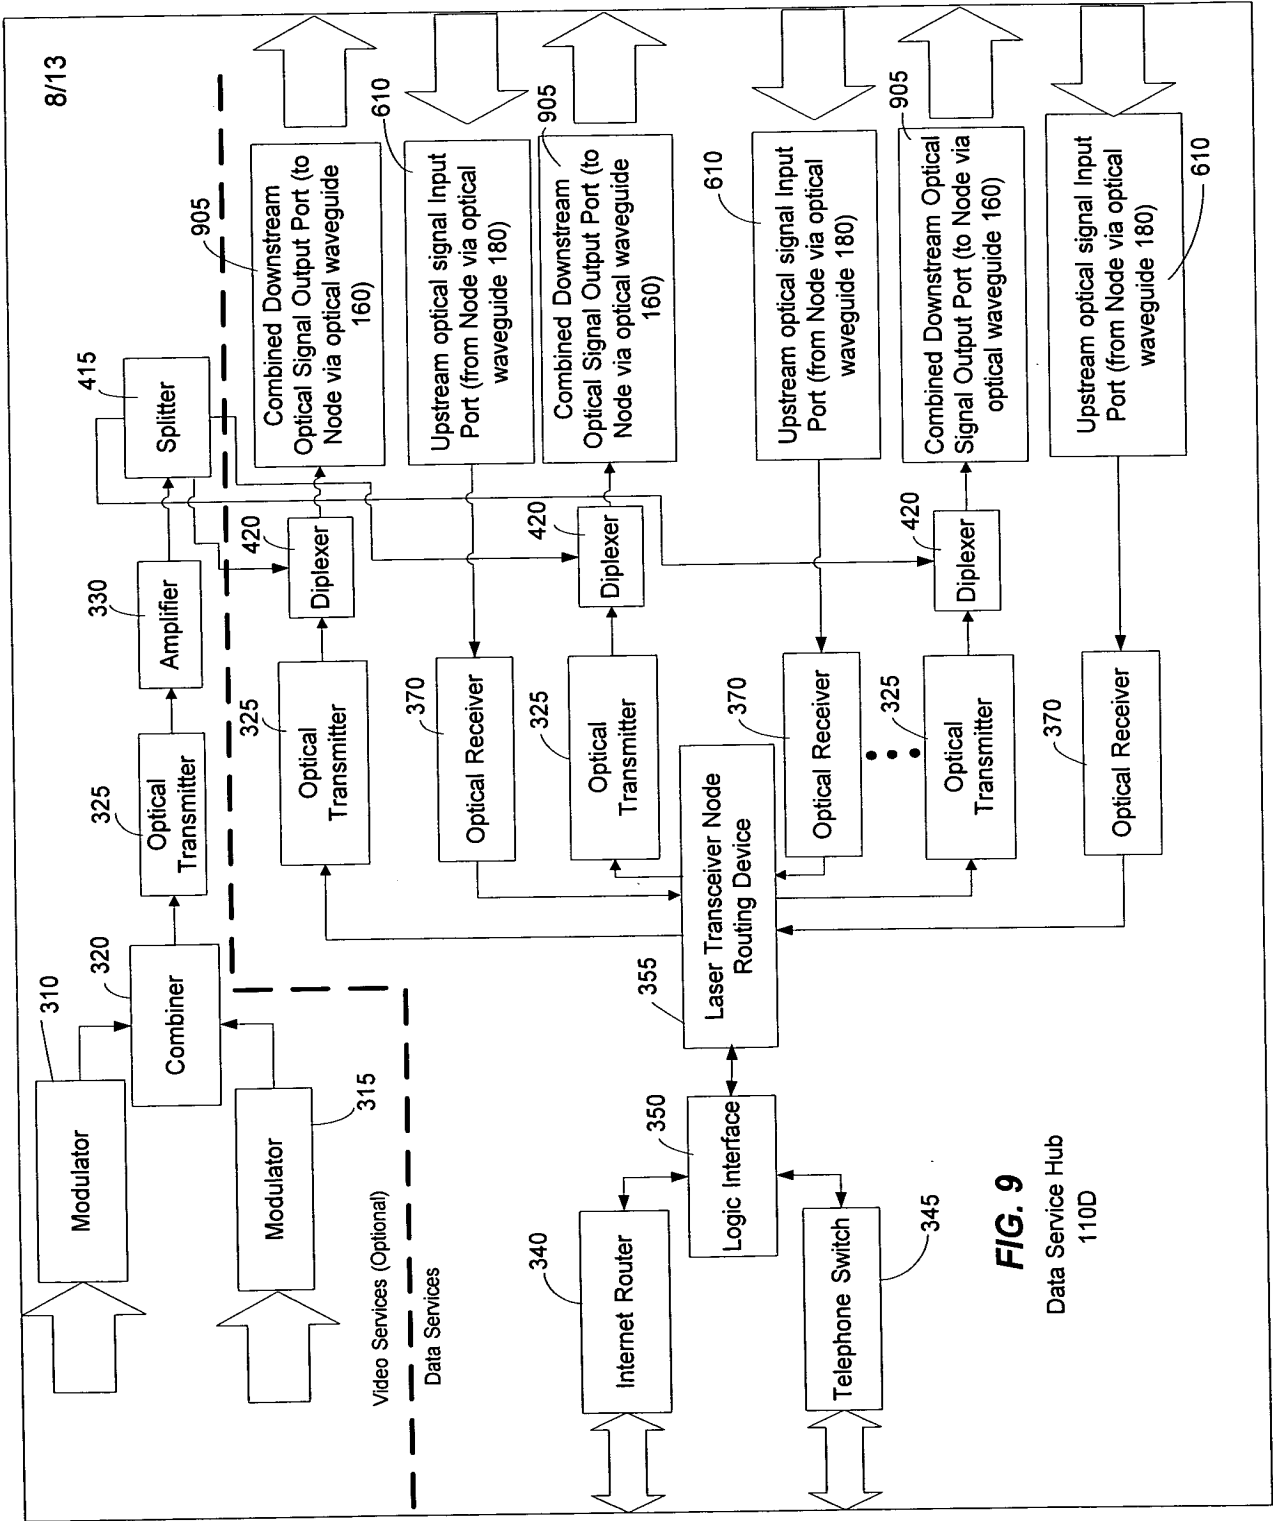 8/13
310
Modulator
315
Modulator
320
Combiner
325
Optical
Transmitter
330
Amplifier
415
Splitter
Video Services (Optional)
Data Services
325
Optical
Transmitter
420
Diplexer
905
Combined Downstream
Optical Signal Output Port (to
Node via optical waveguide
160)
370
Optical Receiver
610
Upstream optical signal Input
Port (from Node via optical
waveguide 180)
325
Optical
Transmitter
420
Diplexer
905
Combined Downstream
Optical Signal Output Port (to
Node via optical waveguide
160)
340
Internet Router
350
Logic Interface
355
Laser Transceiver Node
Routing Device
370
Optical Receiver
610
Upstream optical signal Input
Port (from Node via optical
waveguide 180)
345
Telephone Switch
325
Optical
Transmitter
420
Diplexer
905
Combined Downstream Optical
Signal Output Port (to Node via
optical waveguide 160)
370
Optical Receiver
Upstream optical signal Input
Port (from Node via optical
waveguide 180)
610
FIG. 9
Data Service Hub
110D